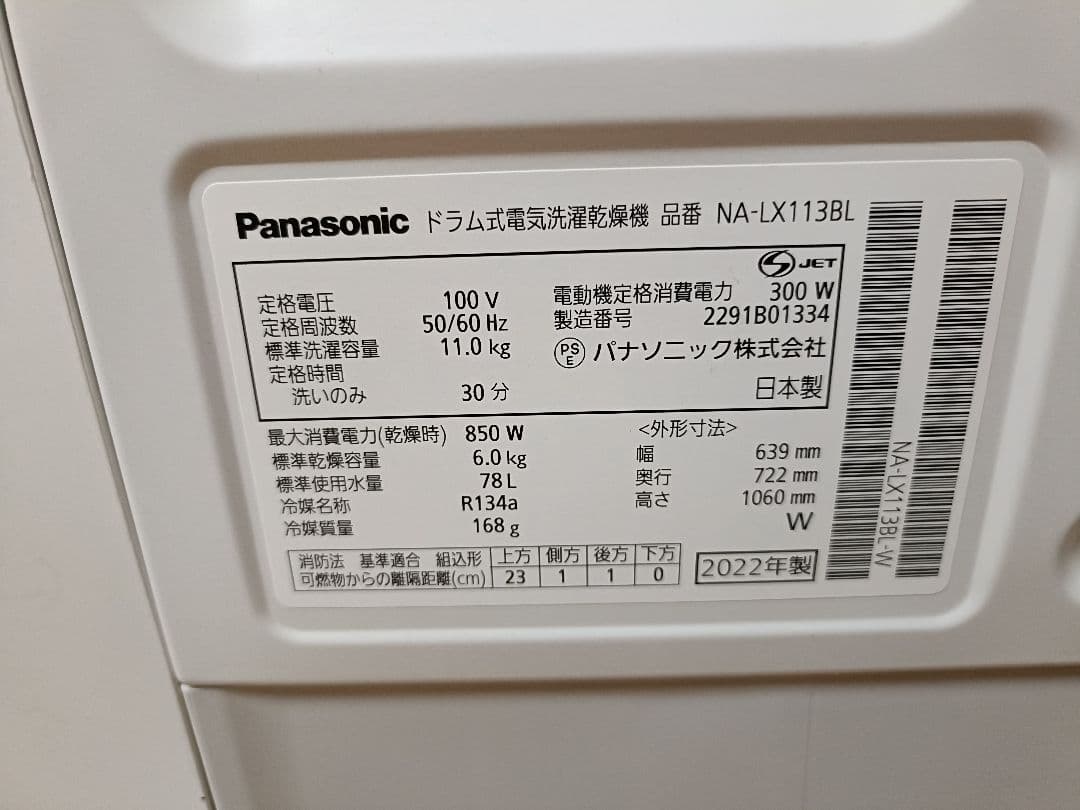 Panasonic ドラム式電気洗濯乾燥機 品番 NA-LX113BL
JET
定格電圧 100 V
定格周波数 50/60 Hz
標準洗濯容量 11.0 kg
定格時間
洗いのみ 30 分
電動機定格消費電力 300 W
製造番号 2291B01334
PSE パナソニック株式会社
日本製
最大消費電力(乾燥時) 850 W
標準乾燥容量 6.0 kg
標準使用水量 78 L
冷媒名称 R134a
冷媒質量 168 g
<外形寸法>
幅 639 mm
奥行 722 mm
高さ 1060 mm
W
消防法 基準適合 組込形 上方 側方 後方 下方
可燃物からの離隔距離(cm) 23 1 1 0
2022年製
NA-LX113BL-W